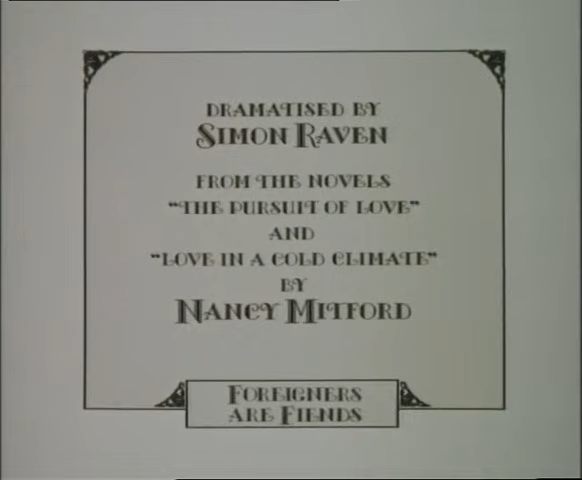 DRAMATISED BY
SIMON RAVEN
FROM THE NOVELS
"THE PURSUIT OF LOVE"
AND
"LOVE IN A COLD CLIMATE"
BY
NANCY MITFORD
FOREIGNERS
ARE FIENDS